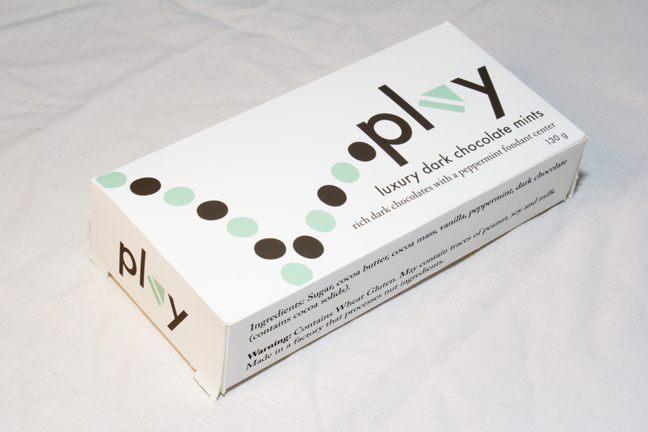 play
luxury dark chocolate mints
rich dark chocolates with a peppermint fondant center
130 g
play
Ingredients: Sugar, cocoa butter, cocoa mass, vanilla, peppermint, dark chocolate
(contains cocoa solids).
Warning: Contains Wheat Gluten. May contain traces of peanut, soy and milk.
Made in a factory that processes nut ingredients.